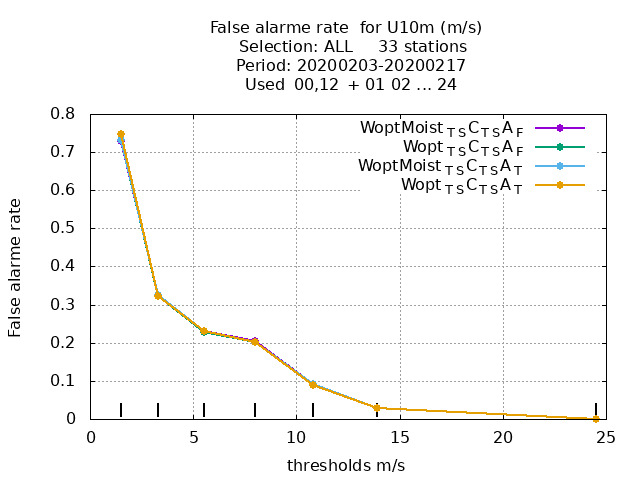 False alarme rate  for U10m (m/s)
Selection: ALL     33 stations
Period: 20200203-20200217
Used  00,12  + 01 02 ... 24
WoptMoist TS C TS A F
Wopt TS C TS A F
WoptMoist TS C TS A T
Wopt TS C TS A T
False alarme rate
0.8
0.7
0.6
0.5
0.4
0.3
0.2
0.1
0
0 5 10 15 20 25
thresholds m/s